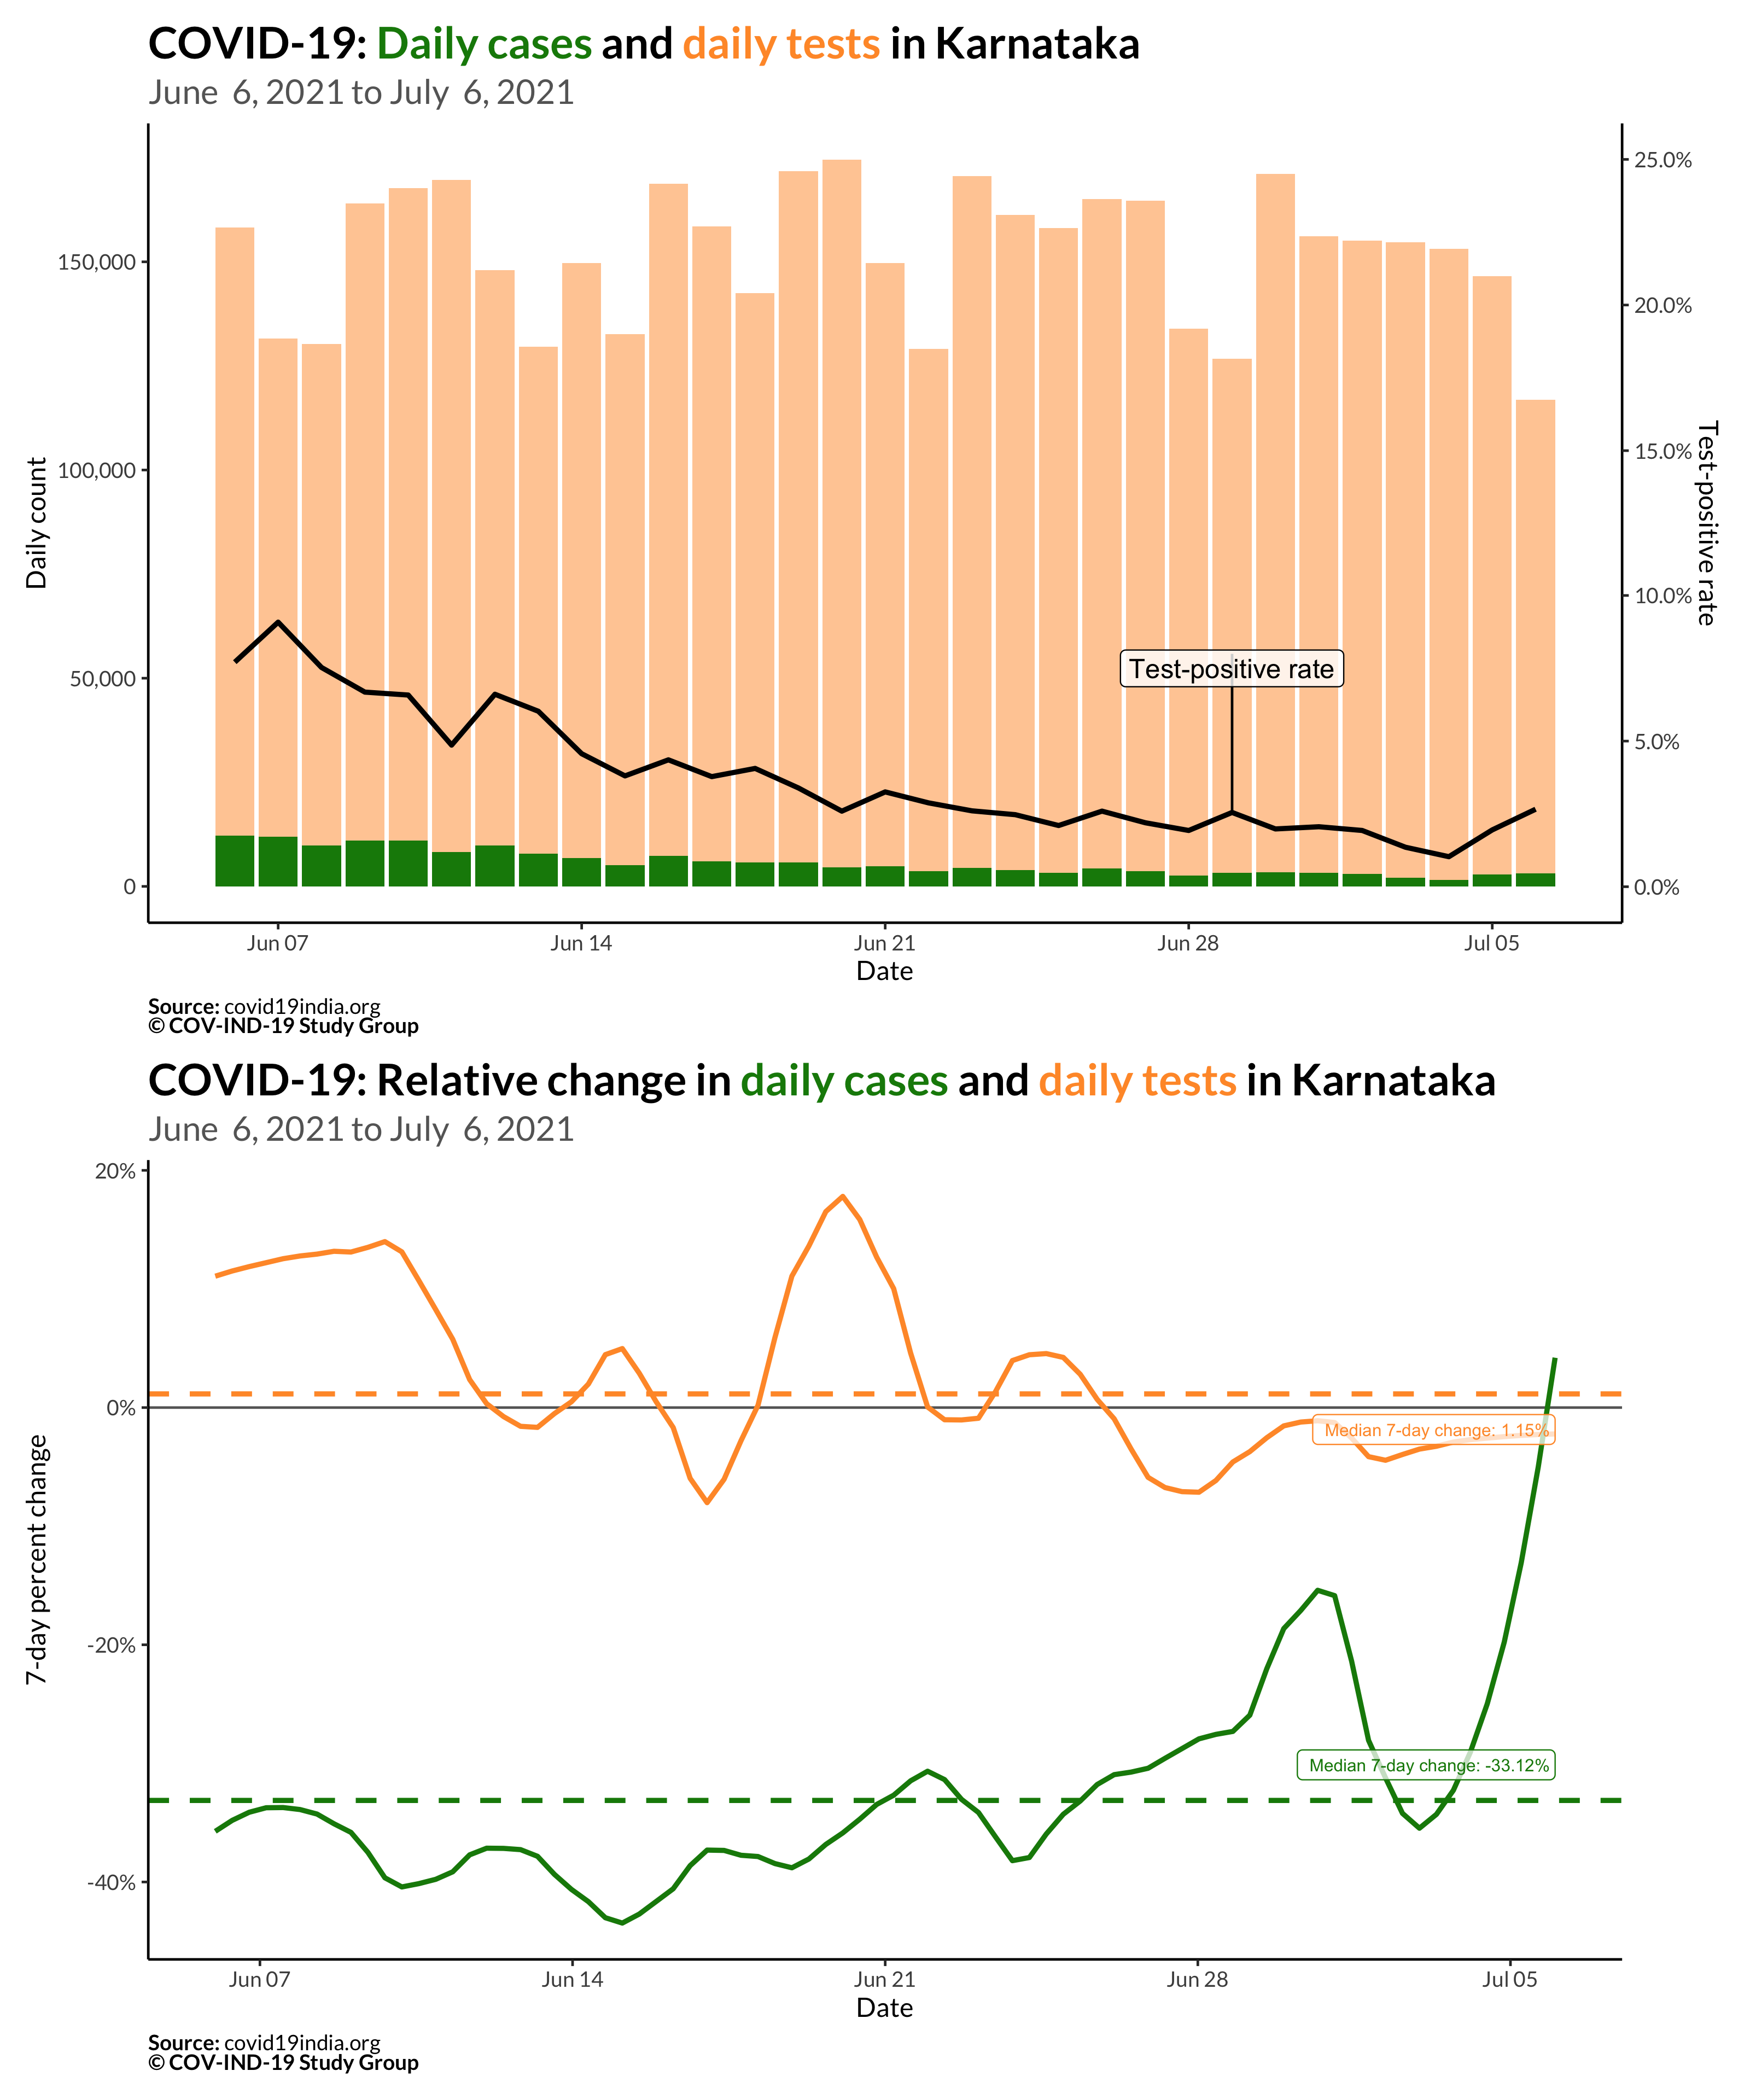 COVID-19: Daily cases and daily tests in Karnataka
June 6, 2021 to July 6, 2021
Daily count
150,000
100,000
50,000
0
25.0%
20.0%
15.0%
10.0%
5.0%
0.0%
Test-positive rate
Test-positive rate
Jun 07
Jun 14
Jun 21
Jun 28
Jul 05
Date
Source: covid19india.org
© COV-IND-19 Study Group
COVID-19: Relative change in daily cases and daily tests in Karnataka
June 6, 2021 to July 6, 2021
7-day percent change
20%
0%
-20%
-40%
Median 7-day change: 1.15%
Median 7-day change: -33.12%
Jun 07
Jun 14
Jun 21
Jun 28
Jul 05
Date
Source: covid19india.org
© COV-IND-19 Study Group